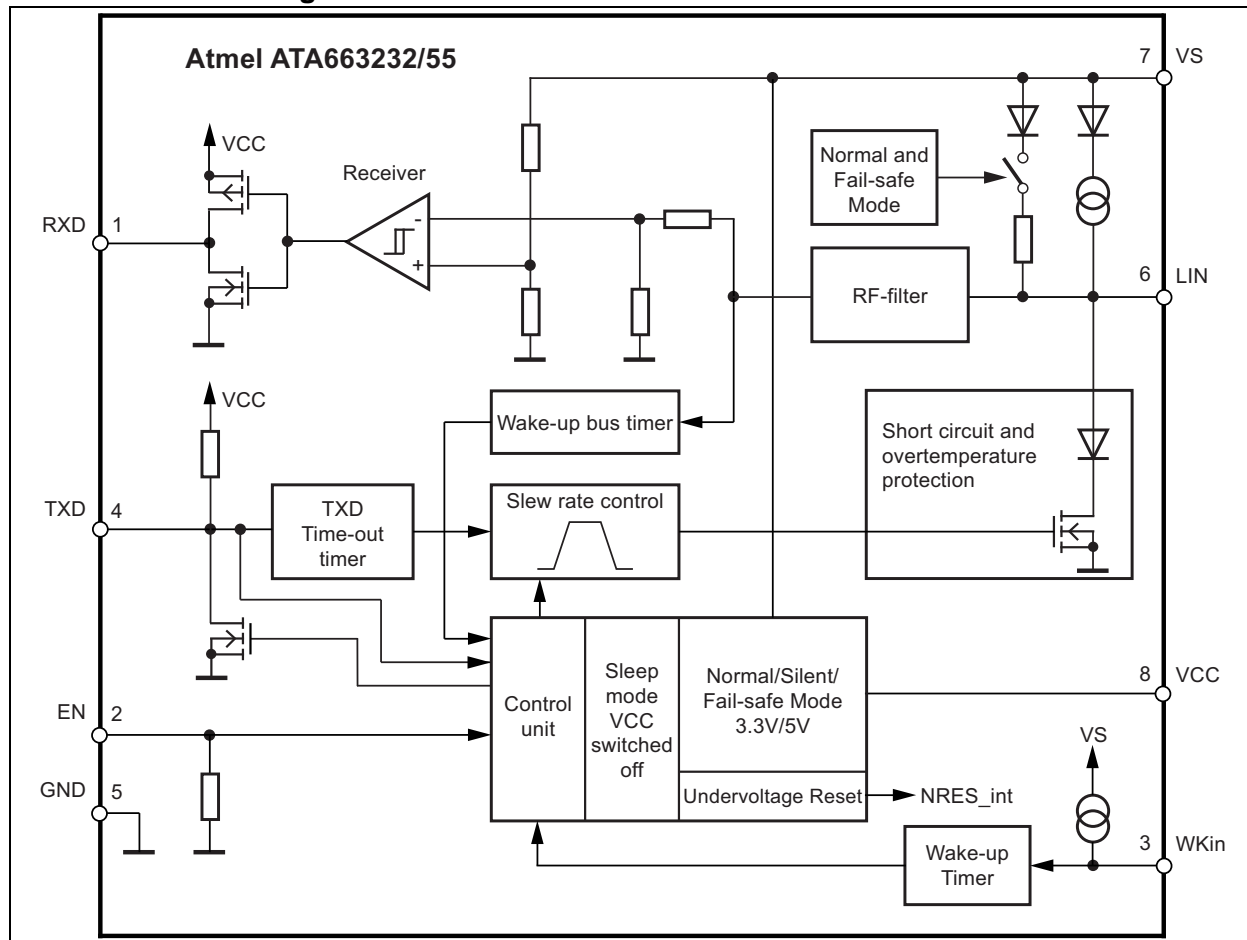 Atmel ATA663232/55
7 VS
VCC
Receiver
Normal and
Fail-safe
Mode
RXD 1
-
+
RF-filter
6 LIN
VCC
Wake-up bus timer
Short circuit and
overtemperature
protection
TXD 4
TXD
Time-out
timer
Slew rate control
Control
unit
Sleep
mode
VCC
switched
off
Normal/Silent/
Fail-safe Mode
3.3V/5V
8 VCC
EN 2
VS
GND 5
Undervoltage Reset
NRES_int
Wake-up
Timer
3 WKin